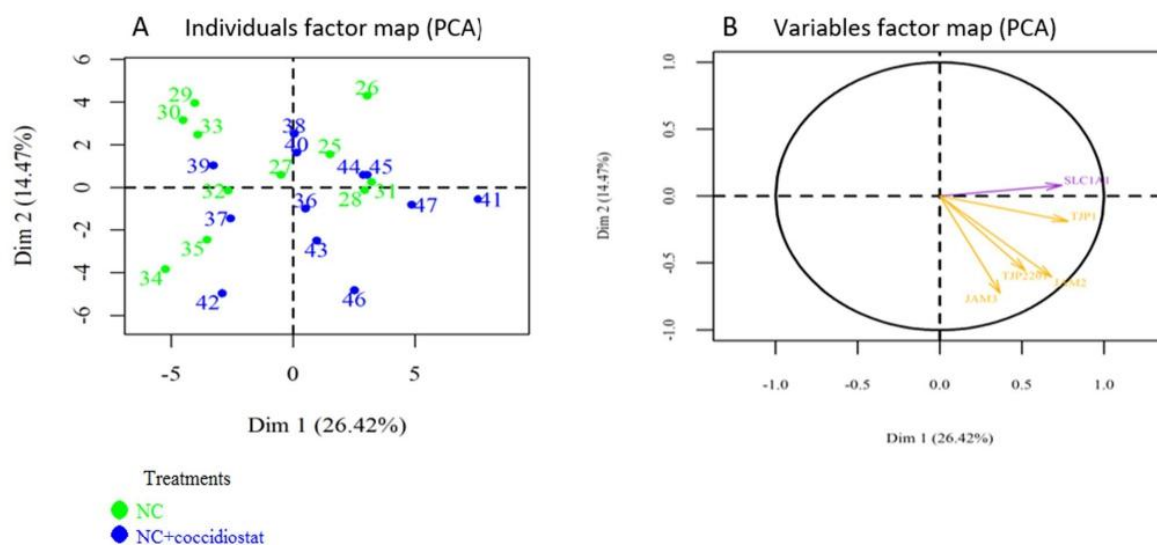 A Individuals factor map (PCA)
6
4
2
0
-2
-4
-6
Dim 2 (14.47%)
26
29
30
33
38
40
25
39
27
44 45
32
28 31
36
47 41
37
43
35
34
42
46
-5 0 5
Dim 1 (26.42%)
Treatments
NC
NC+coccidiostat
B Variables factor map (PCA)
1.0
0.5
0.0
-0.5
-1.0
Dim 2 (14.47%)
SLC1A1
TJP1
JAM3
-1.0 -0.5 0.0 0.5 1.0
Dim 1 (26.42%)